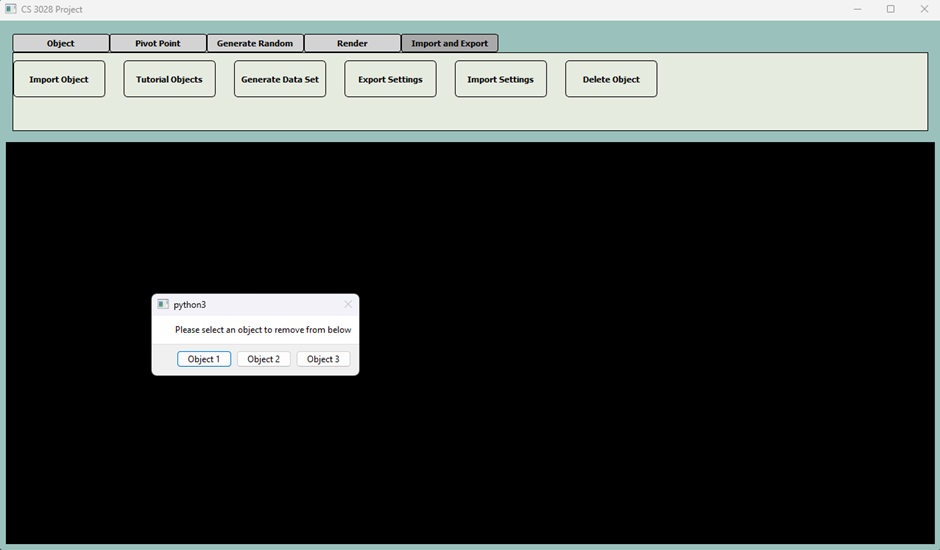 CS 3028 Project
Object Pivot Point Generate Random Render Import and Export
Import Object Tutorial Objects Generate Data Set Export Settings Import Settings Delete Object
python3
Please select an object to remove from below
Object 1 Object 2 Object 3